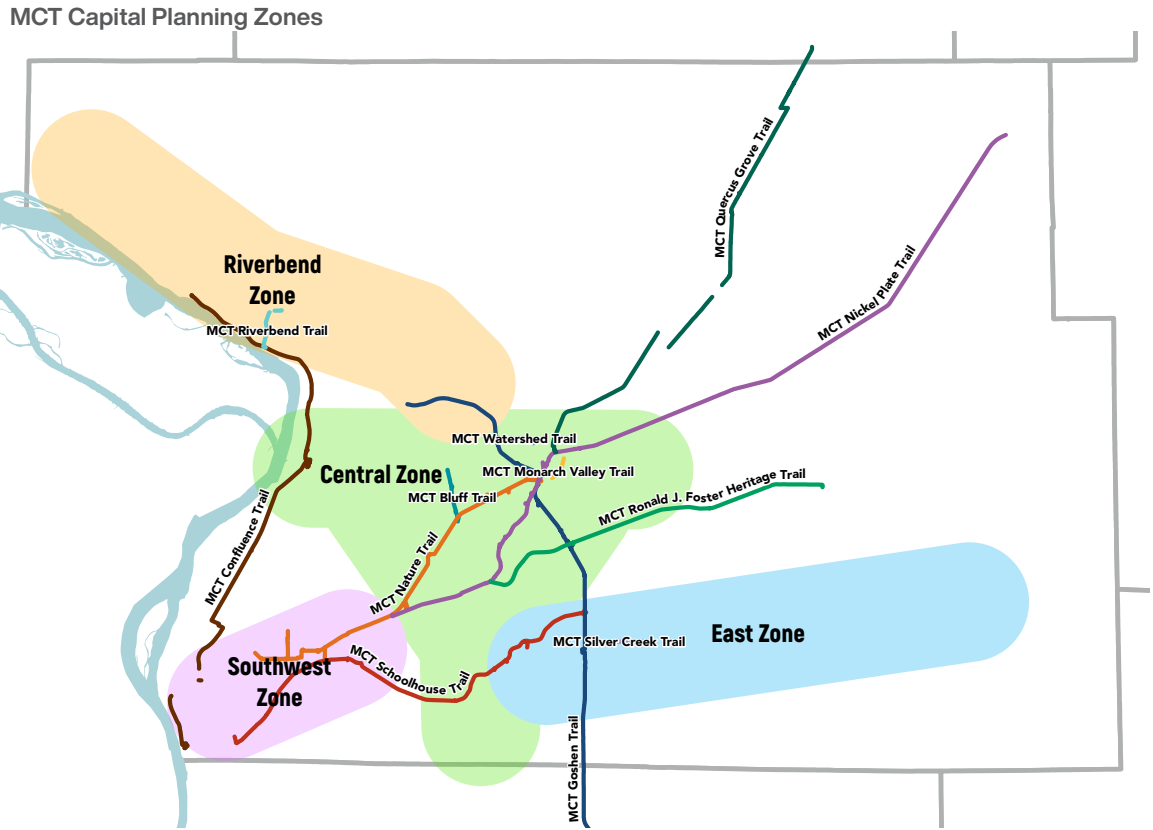 MCT Capital Planning Zones
MCT Quercus Grove Trail
MCT Nickel Plate Trail
Riverbend
Zone
MCT Riverbend Trail
MCT Watershed Trail
MCT Monarch Valley Trail
Central Zone
MCT Bluff Trail
MCT Ronald J. Foster Heritage Trail
MCT Confluence Trail
MCT Nature Trail
East Zone
MCT Silver Creek Trail
Southwest
Zone
MCT Schoolhouse Trail
MCT Goshen Trail